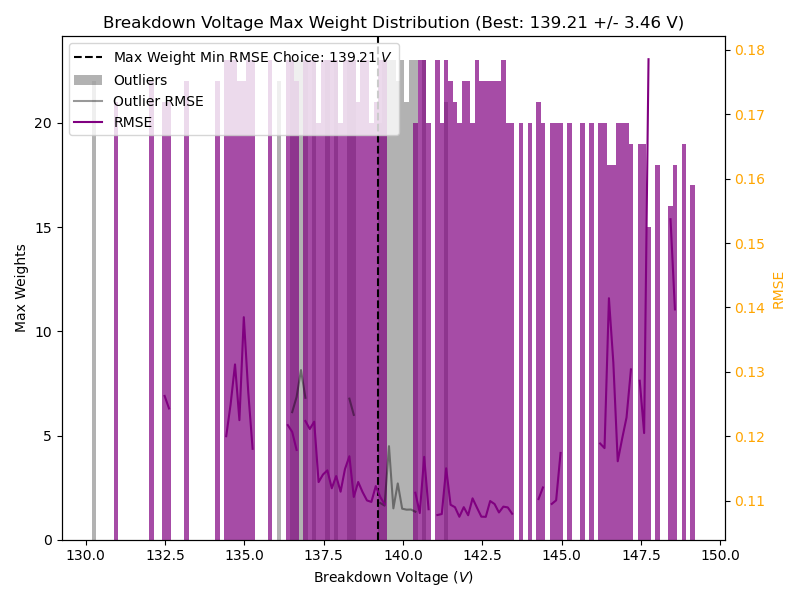 Breakdown Voltage Max Weight Distribution (Best: 139.21 +/- 3.46 V)
Max Weight Min RMSE Choice: 139.21 V
Outliers
Outlier RMSE
RMSE
Max Weights
0
5
10
15
20
RMSE
0.11
0.12
0.13
0.14
0.15
0.16
0.17
0.18
130.0 132.5 135.0 137.5 140.0 142.5 145.0 147.5 150.0
Breakdown Voltage (V)